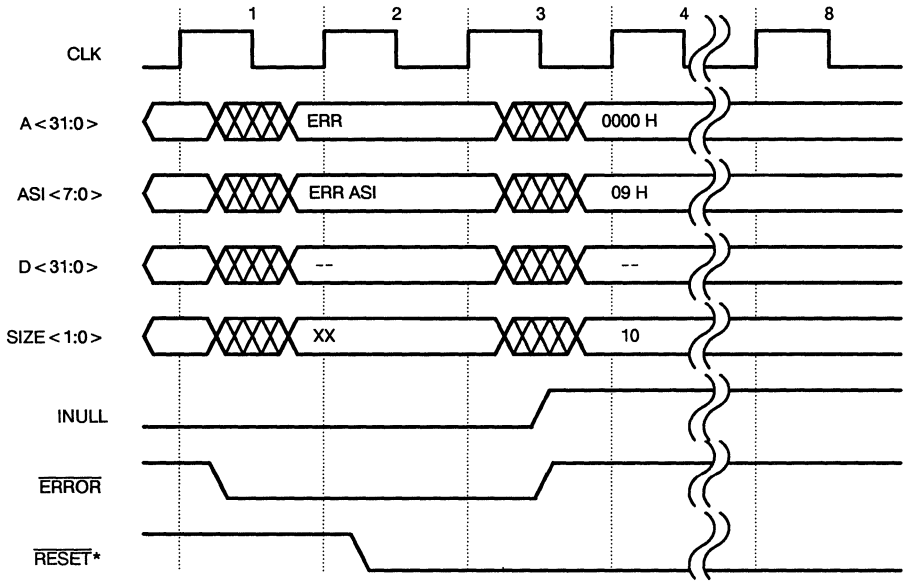 1 2 3 4 8
CLK
A<31:0> ERR 0000 H
ASI<7:0> ERR ASI 09 H
D<31:0> -- --
SIZE<1:0> XX 10
INULL
ERROR
RESET*